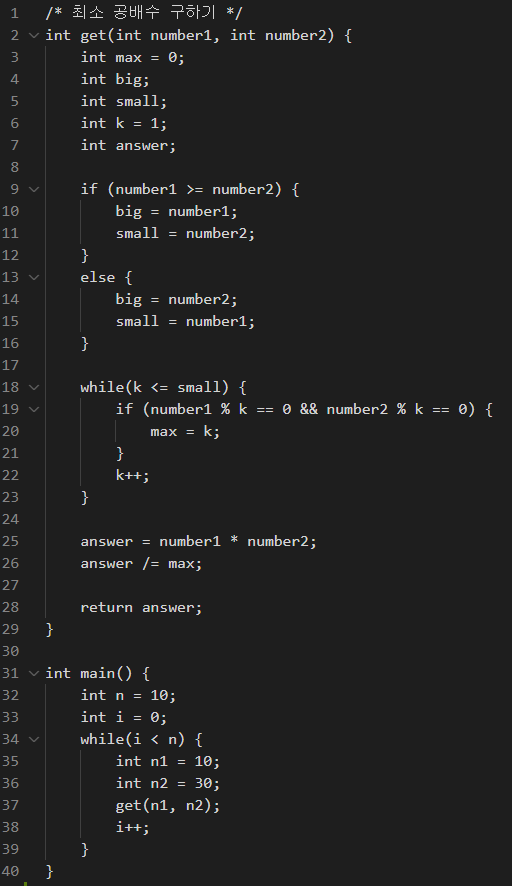 1 /* 최소 공배수 구하기 */
2 int get(int number1, int number2) {
3 int max = 0;
4 int big;
5 int small;
6 int k = 1;
7 int answer;
8
9 if (number1 >= number2) {
10 big = number1;
11 small = number2;
12 }
13 else {
14 big = number2;
15 small = number1;
16 }
17
18 while(k <= small) {
19 if (number1 % k == 0 && number2 % k == 0) {
20 max = k;
21 }
22 k++;
23 }
24
25 answer = number1 * number2;
26 answer /= max;
27
28 return answer;
29 }
30
31 int main() {
32 int n = 10;
33 int i = 0;
34 while(i < n) {
35 int n1 = 10;
36 int n2 = 30;
37 get(n1, n2);
38 i++;
39 }
40 }